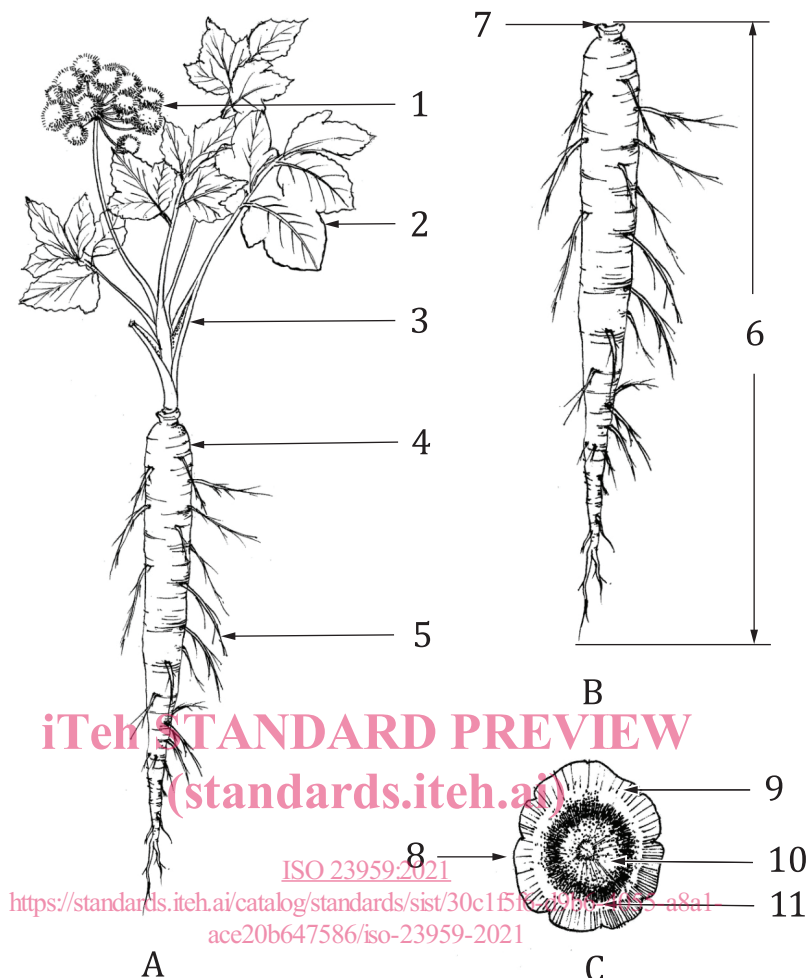 7
1
2
3
6
4
5
B
iTeh STANDARD PREVIEW
(standards.iteh.ai)
9
8
10
ISO 23959:2021
11
https://standards.iteh.ai/catalog/standards/sist/
ace20b647586/iso-23959-2021
A
C